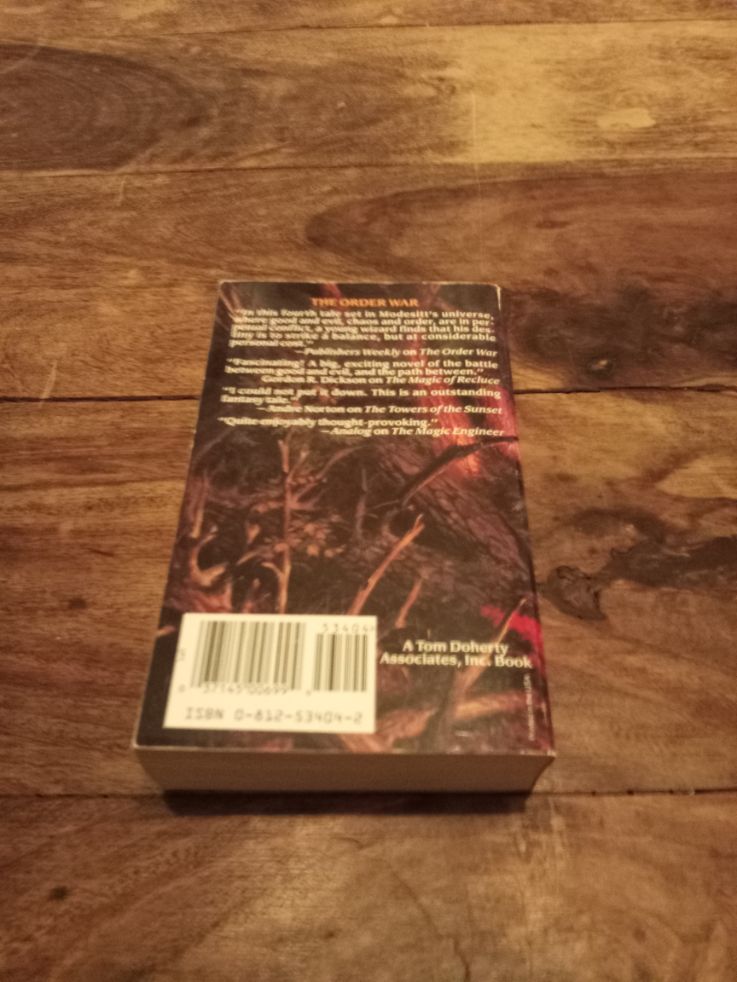 THE ORDER WAR
"In this fourth tale set in Modesitt's universe,
where good and evil, chaos and order, are in per-
petual conflict, a young wizard finds that his des-
tiny is to strike a balance, but at considerable
personal cost."
—Publishers Weekly on The Order War
"Fascinating! A big, exciting novel of the battle
between good and evil, and the path between."
Gordon R. Dickson on The Magic of Recluce
"I could not put it down. This is an outstanding
fantasy tale."
—Andre Norton on The Towers of the Sunset
"Quite enjoyably thought-provoking."
—Analog on The Magic Engineer
53404
A Tom Doherty
Associates, Inc. Book
0 37145 00699
ISBN 0-812-53404-2